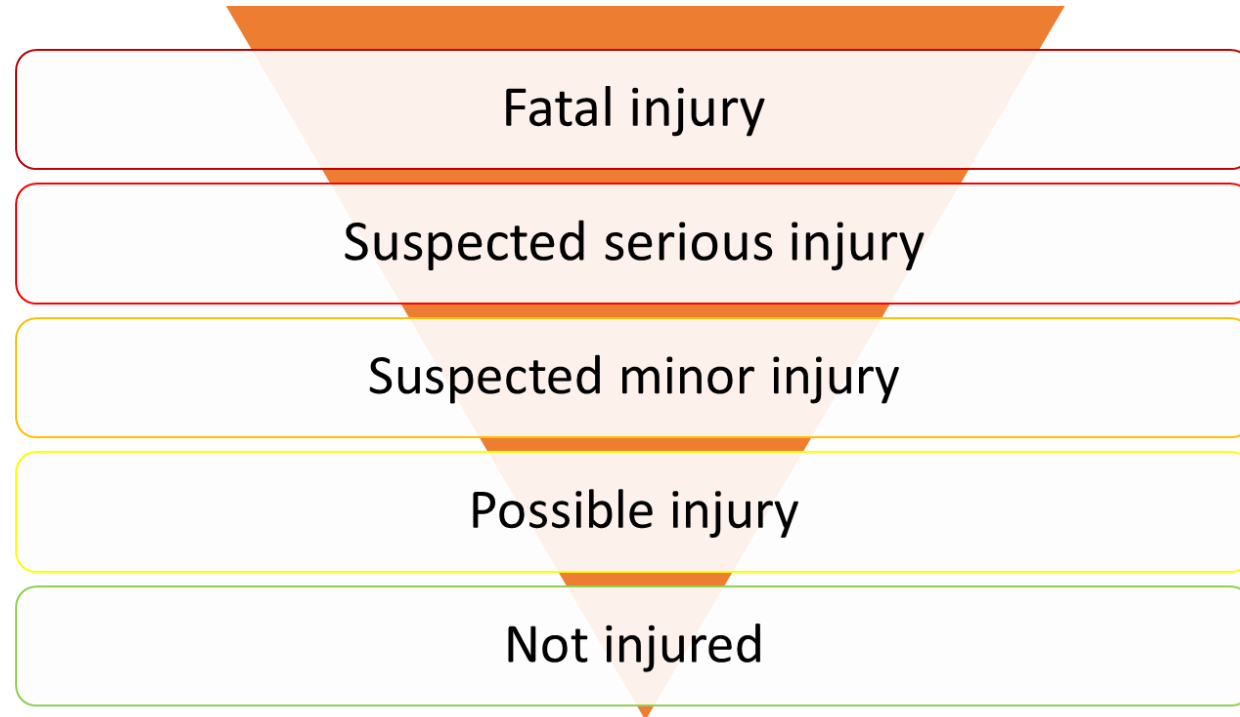 Fatal injury
Suspected serious injury
Suspected minor injury
Possible injury
Not injured